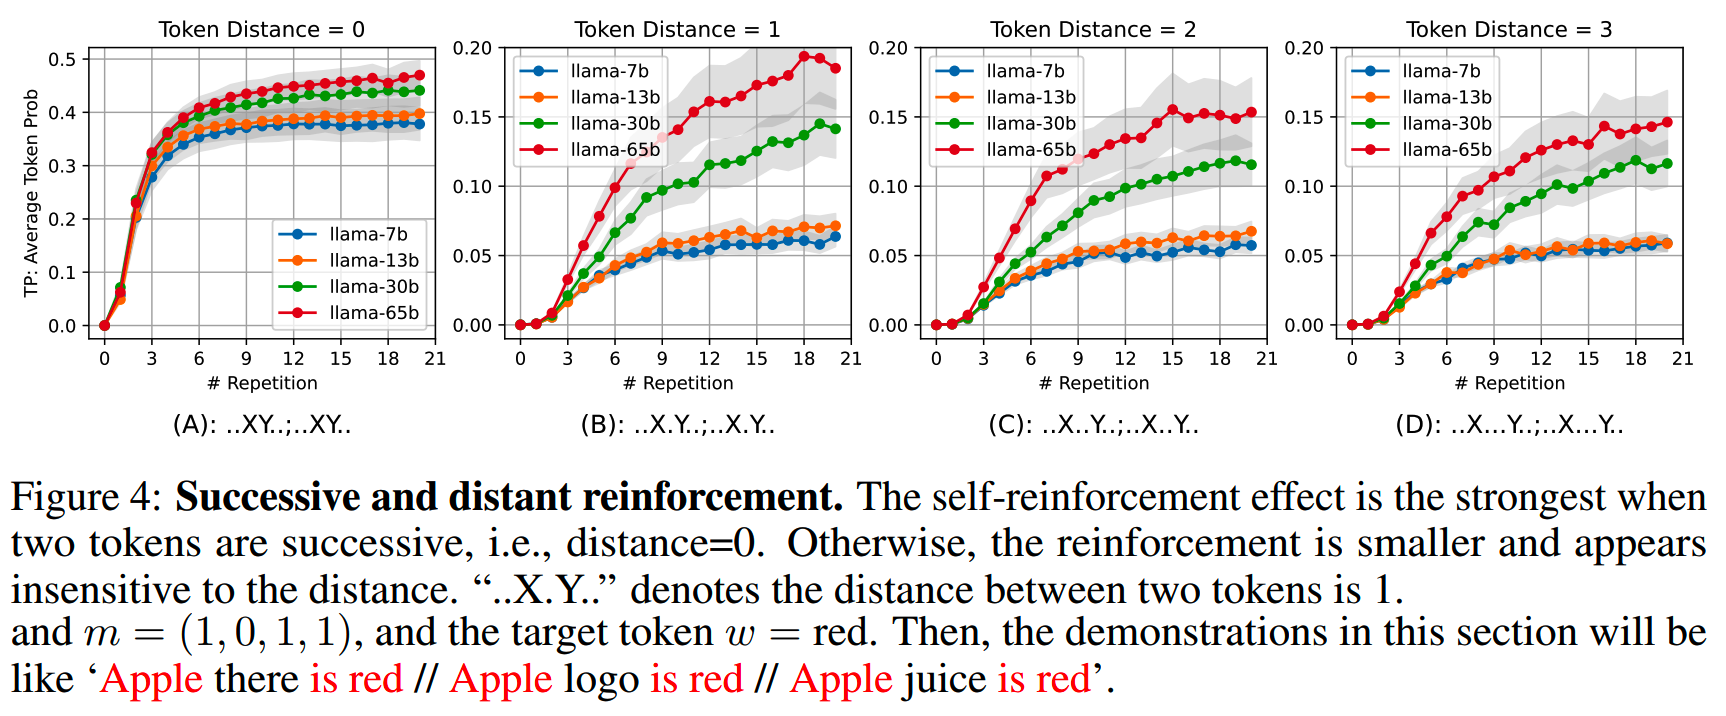 Token Distance = 0
Token Distance = 1
Token Distance = 2
Token Distance = 3
TP: Average Token Prob
0.5
0.4
0.3
0.2
0.1
0.0
llama-7b
llama-13b
llama-30b
llama-65b
0 3 6 9 12 15 18 21
# Repetition
(A): ..XY..;..XY..
0.20
0.15
0.10
0.05
0.00
llama-7b
llama-13b
llama-30b
llama-65b
0 3 6 9 12 15 18 21
# Repetition
(B): ..X.Y..;..X.Y..
0.20
0.15
0.10
0.05
0.00
llama-7b
llama-13b
llama-30b
llama-65b
0 3 6 9 12 15 18 21
# Repetition
(C): ..X..Y..;..X..Y..
0.20
0.15
0.10
0.05
0.00
llama-7b
llama-13b
llama-30b
llama-65b
0 3 6 9 12 15 18 21
# Repetition
(D): ..X...Y..;..X...Y..
Figure 4: Successive and distant reinforcement. The self-reinforcement effect is the strongest when
two tokens are successive, i.e., distance=0. Otherwise, the reinforcement is smaller and appears
insensitive to the distance. “..X.Y..” denotes the distance between two tokens is 1.
and m = (1, 0, 1, 1), and the target token w = red. Then, the demonstrations in this section will be
like ‘Apple there is red // Apple logo is red // Apple juice is red’.